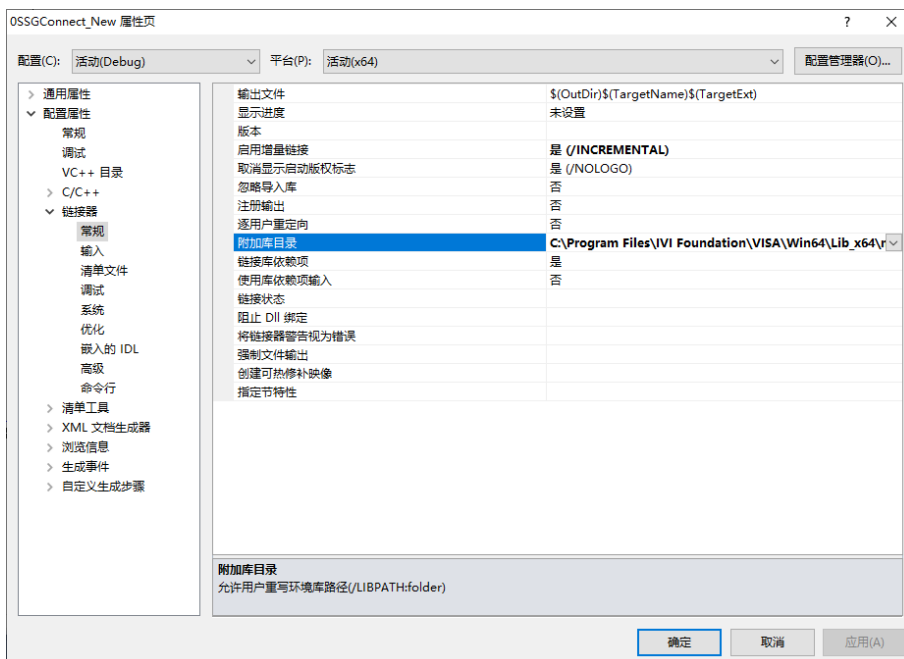 0SSGConnect_New 属性页
配置(C): 活动(Debug) 平台(P): 活动(x64) 配置管理器(O)...
通用属性
配置属性
常规
调试
VC++ 目录
C/C++
链接器
常规
输入
清单文件
调试
系统
优化
嵌入的 IDL
高级
命令行
清单工具
XML 文档生成器
浏览信息
生成事件
自定义生成步骤
输出文件 $(OutDir)$(TargetName)$(TargetExt)
显示进度 未设置
版本
启用增量链接 是 (/INCREMENTAL)
取消显示启动版权标志 是 (/NOLOGO)
忽略导入库 否
注册输出 否
逐用户重定向 否
附加库目录 C:\Program Files\IVI Foundation\VISA\Win64\Lib_x64\
链接库依赖项 是
使用库依赖项输入 否
链接状态
阻止 Dll 绑定
将链接器警告视为错误
强制文件输出
创建可热修补映像
指定节特性
附加库目录
允许用户重写环境库路径(/LIBPATH:folder)
确定 取消 应用(A)